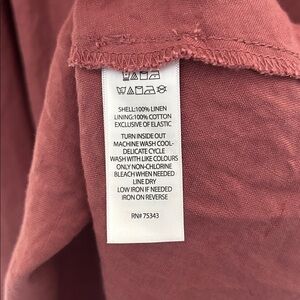 SHELL:100% LINEN
LINING:100% COTTON
EXCLUSIVE OF ELASTIC
TURN INSIDE OUT
MACHINE WASH COOL-
DELICATE CYCLE
WASH WITH LIKE COLOURS
ONLY NON-CHLORINE
BLEACH WHEN NEEDED
LINE DRY
LOW IRON IF NEEDED
IRON ON REVERSE
RN# 75343